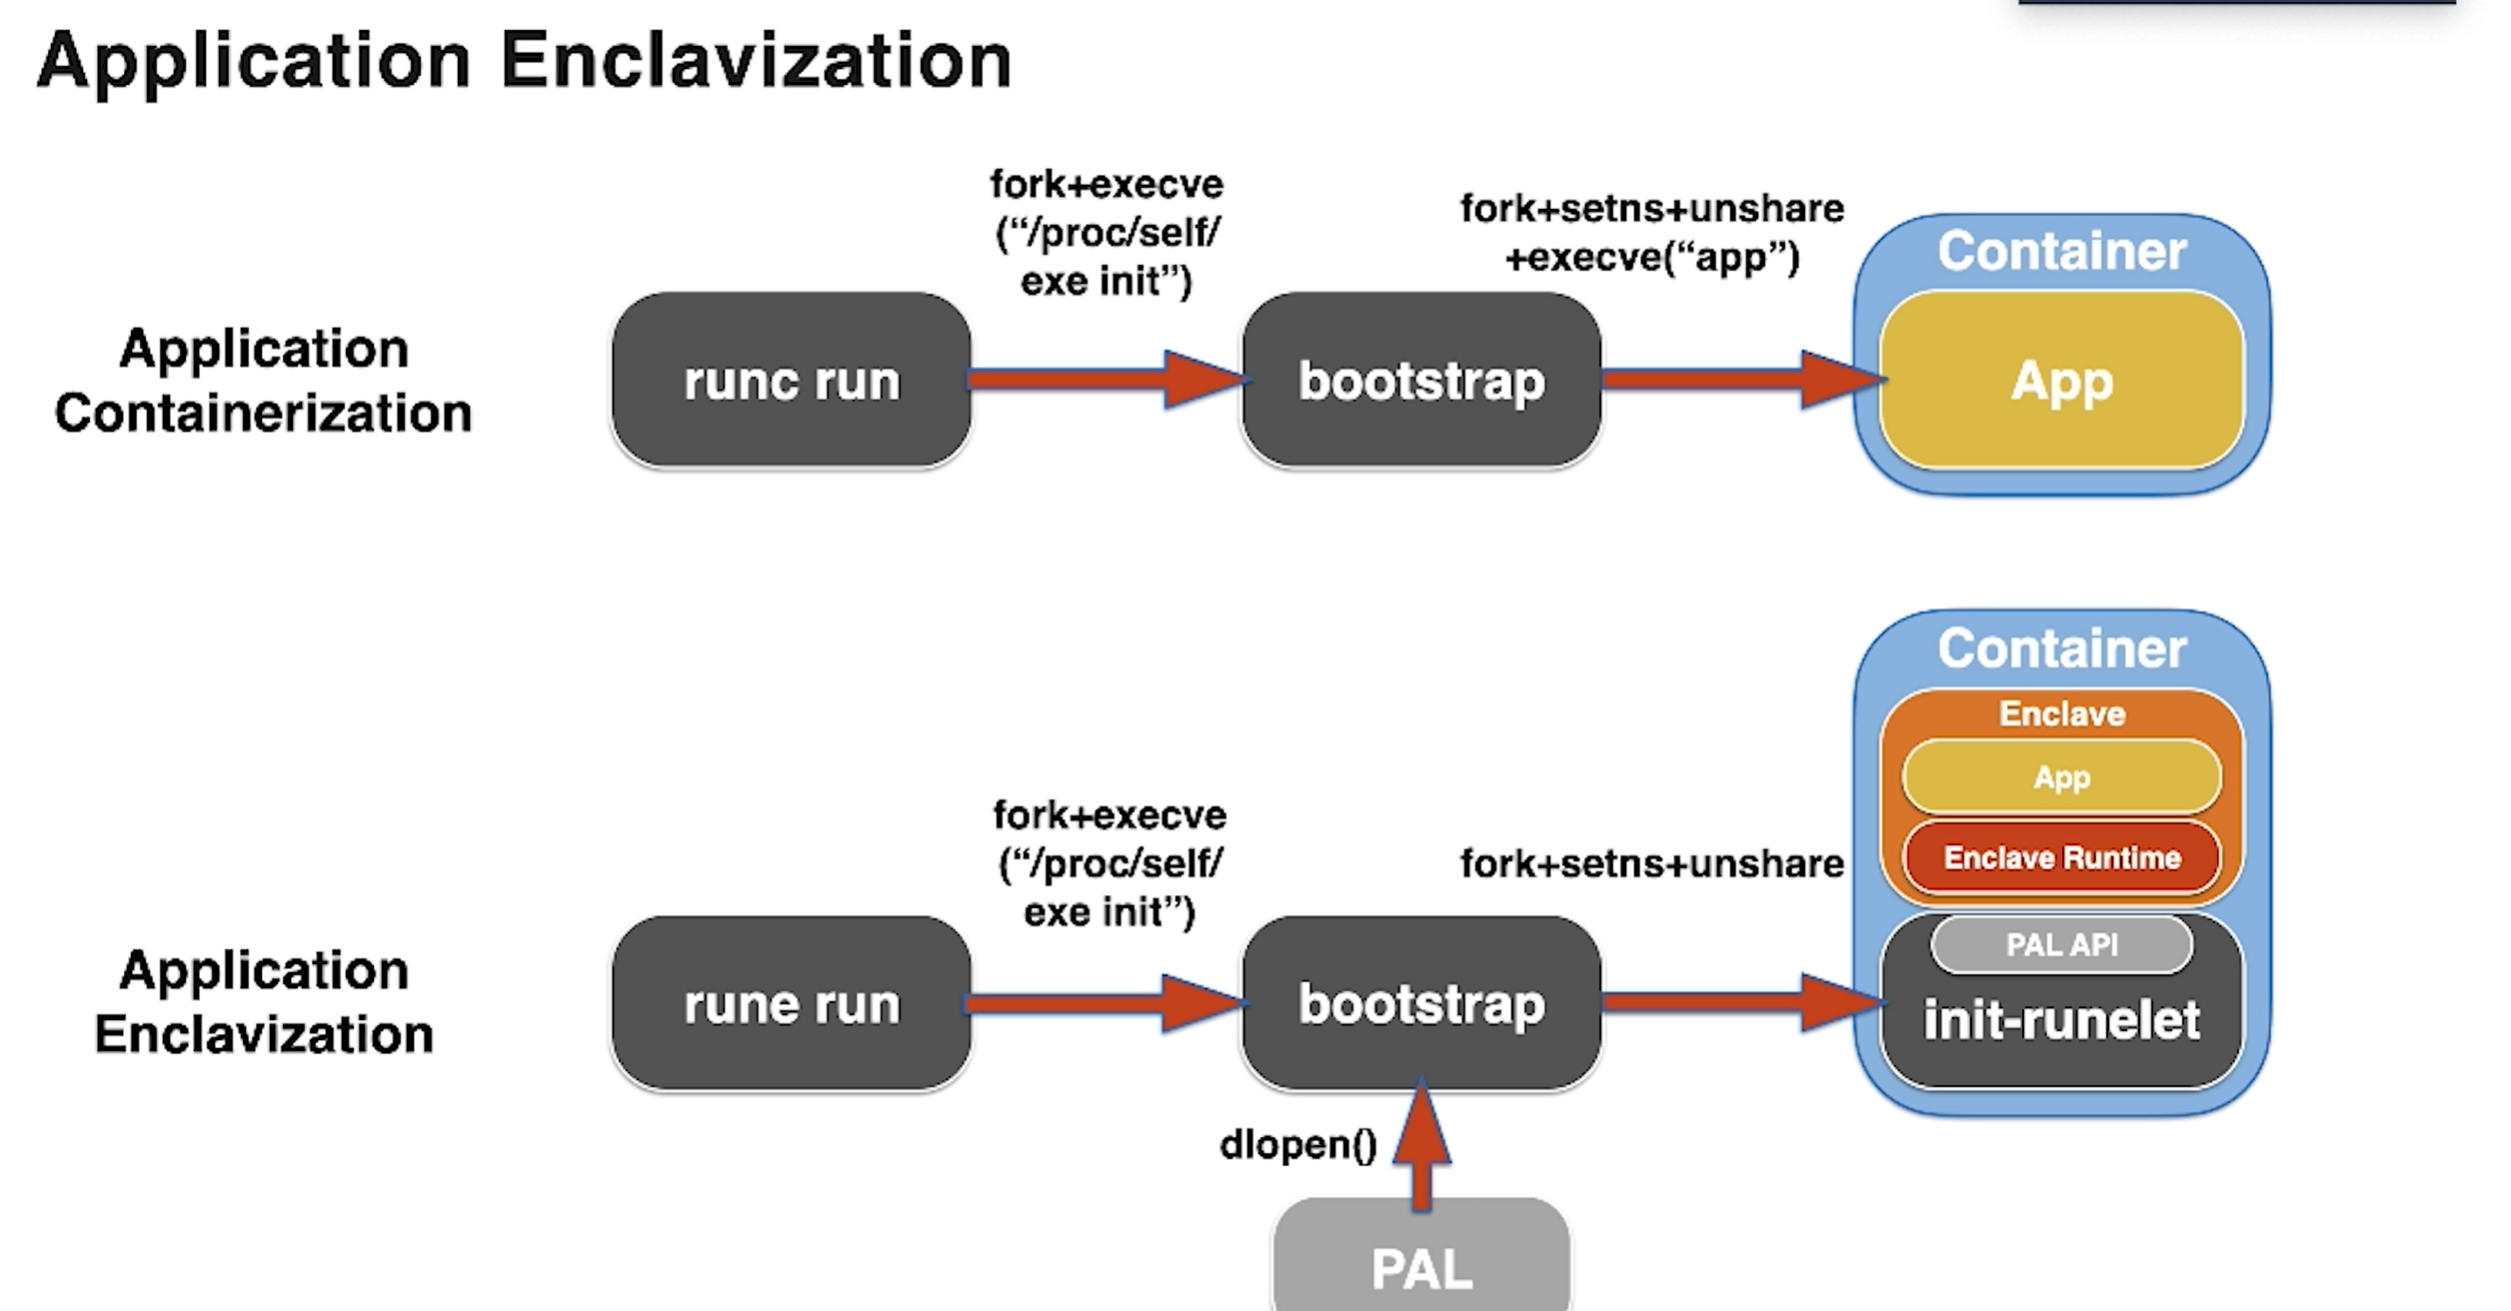 Application Enclavization
fork+execve
(“/proc/self/
exe init”)
fork+setns+unshare
+execve(“app”)
Container
Application
Containerization
runc run
bootstrap
App
Container
Enclave
App
Enclave Runtime
fork+execve
(“/proc/self/
exe init”)
fork+setns+unshare
PAL API
Application
Enclavization
rune run
bootstrap
init-runelet
dlopen()
PAL